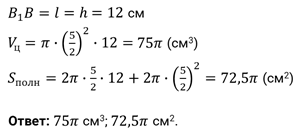 B₁B = l = h = 12 см
Vц = π · (5/2)² · 12 = 75π (см³)
Sполн = 2π · 5/2 · 12 + 2π · (5/2)² = 72,5π (см²)
Ответ: 75π см³; 72,5π см².